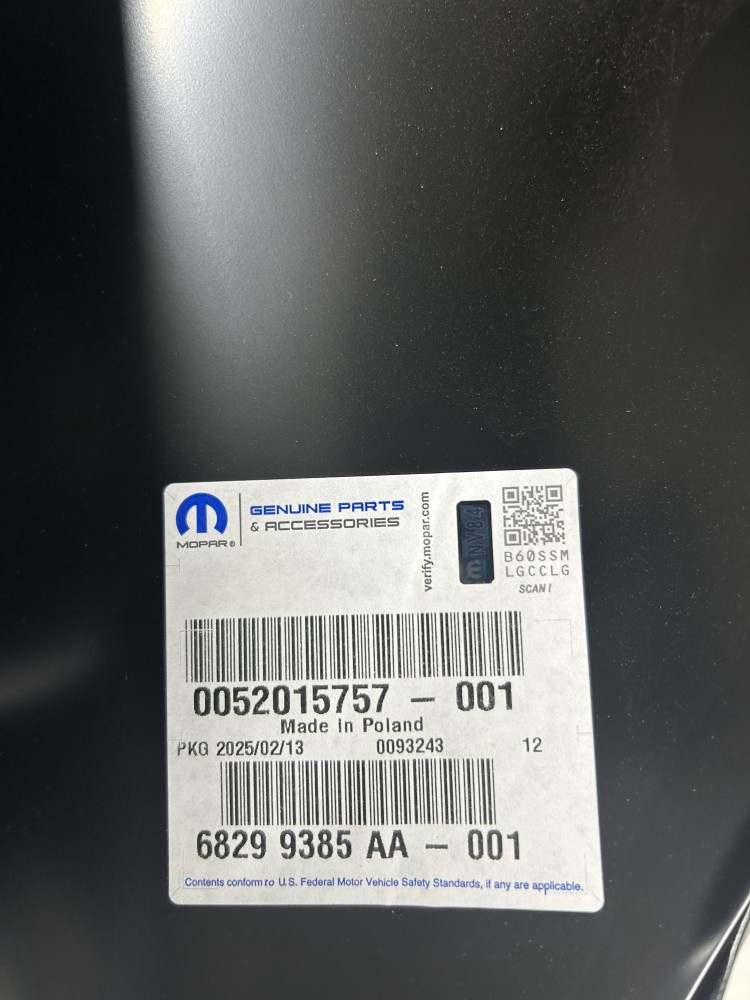 MOPAR®
GENUINE PARTS
& ACCESSORIES
verify.mopar.com
NV84
B60SSM
LGCCLG
SCAN!
0052015757 – 001
Made in Poland
PKG 2025/02/13 0093243 12
6829 9385 AA – 001
Contents conform to U.S. Federal Motor Vehicle Safety Standards, if any are applicable.